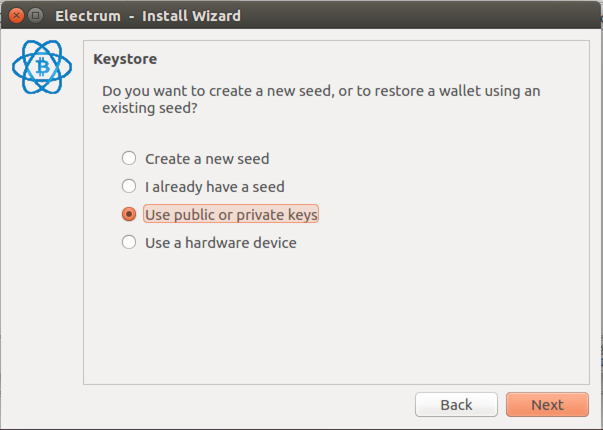 Electrum - Install Wizard
Keystore
Do you want to create a new seed, or to restore a wallet using an
existing seed?
Create a new seed
I already have a seed
Use public or private keys
Use a hardware device
Back Next